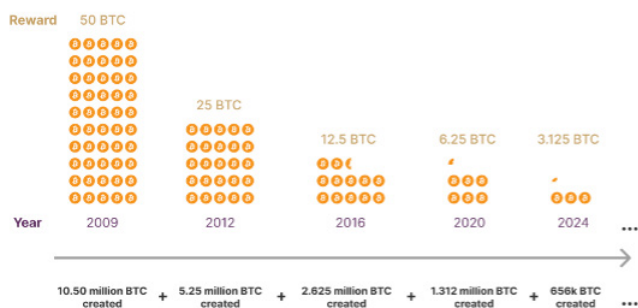 Reward 50 BTC
25 BTC
12.5 BTC
6.25 BTC
3.125 BTC
Year 2009 2012 2016 2020 2024 ...
10.50 million BTC created + 5.25 million BTC created + 2.625 million BTC created + 1.312 million BTC created + 656k BTC created ...